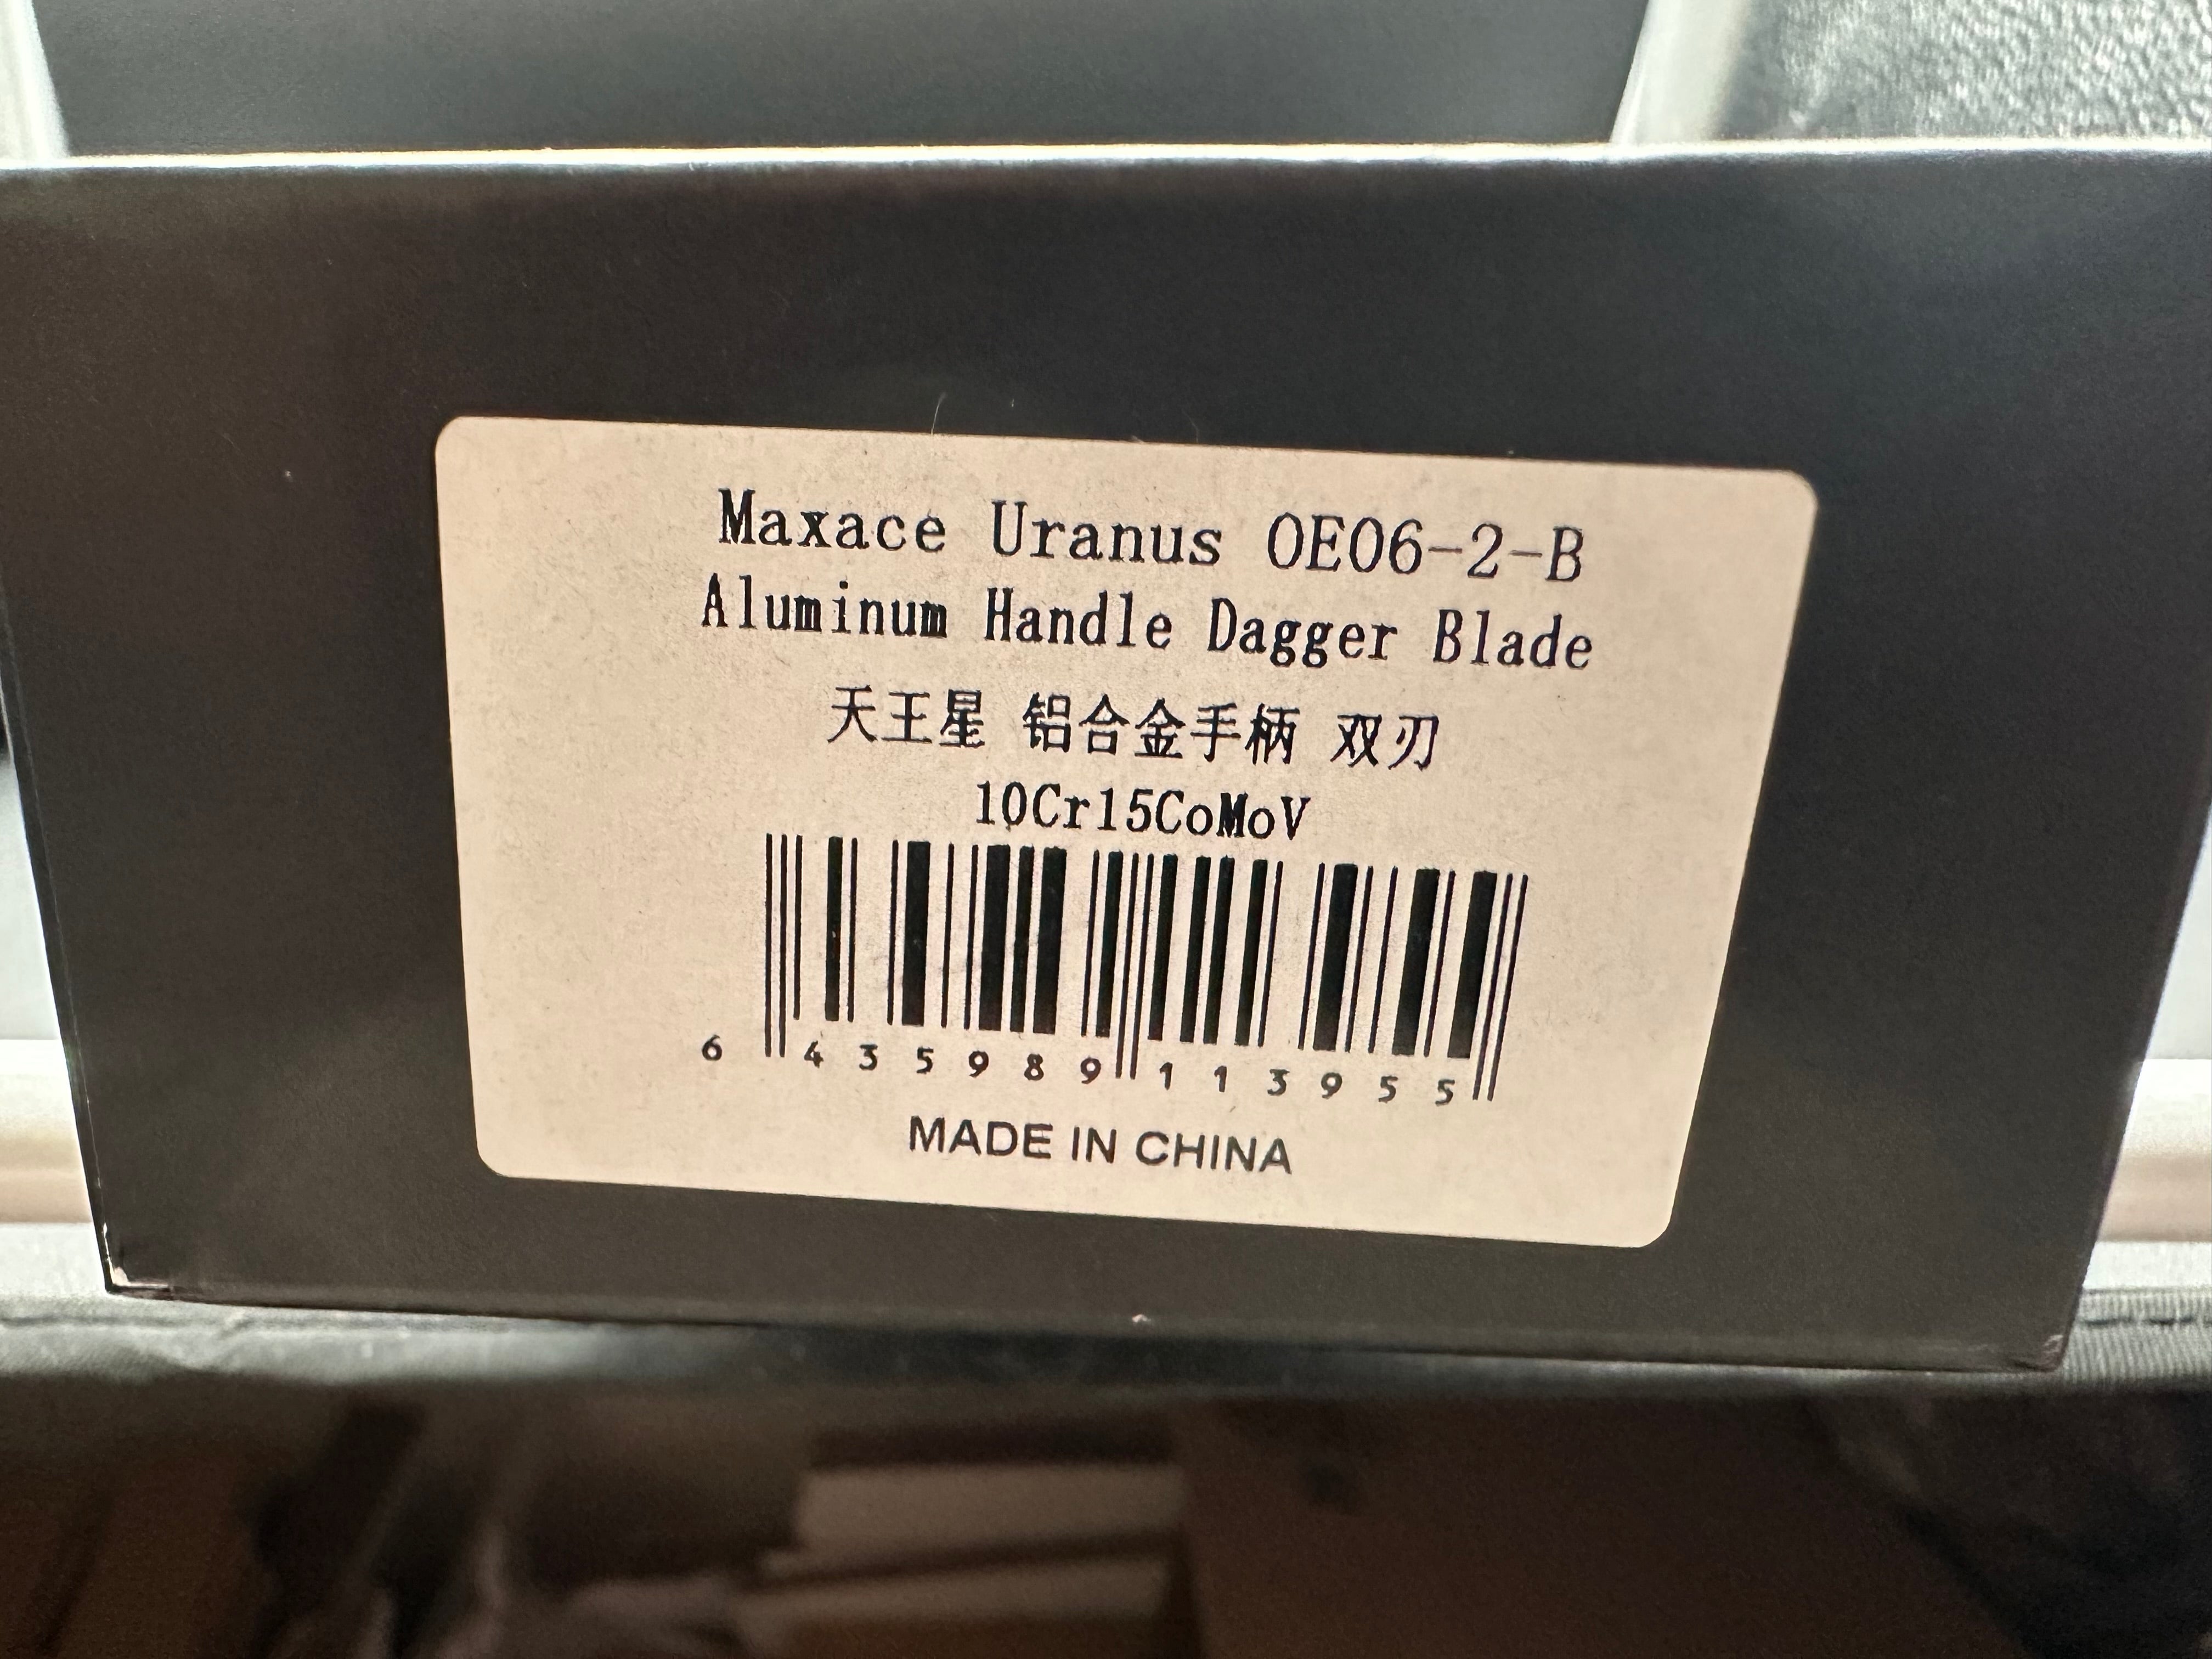 Maxace Uranus OE06-2-B
Aluminum Handle Dagger Blade
天王星 铝合金手柄 双刃
10Cr15CoMoV
6 435989 113955
MADE IN CHINA